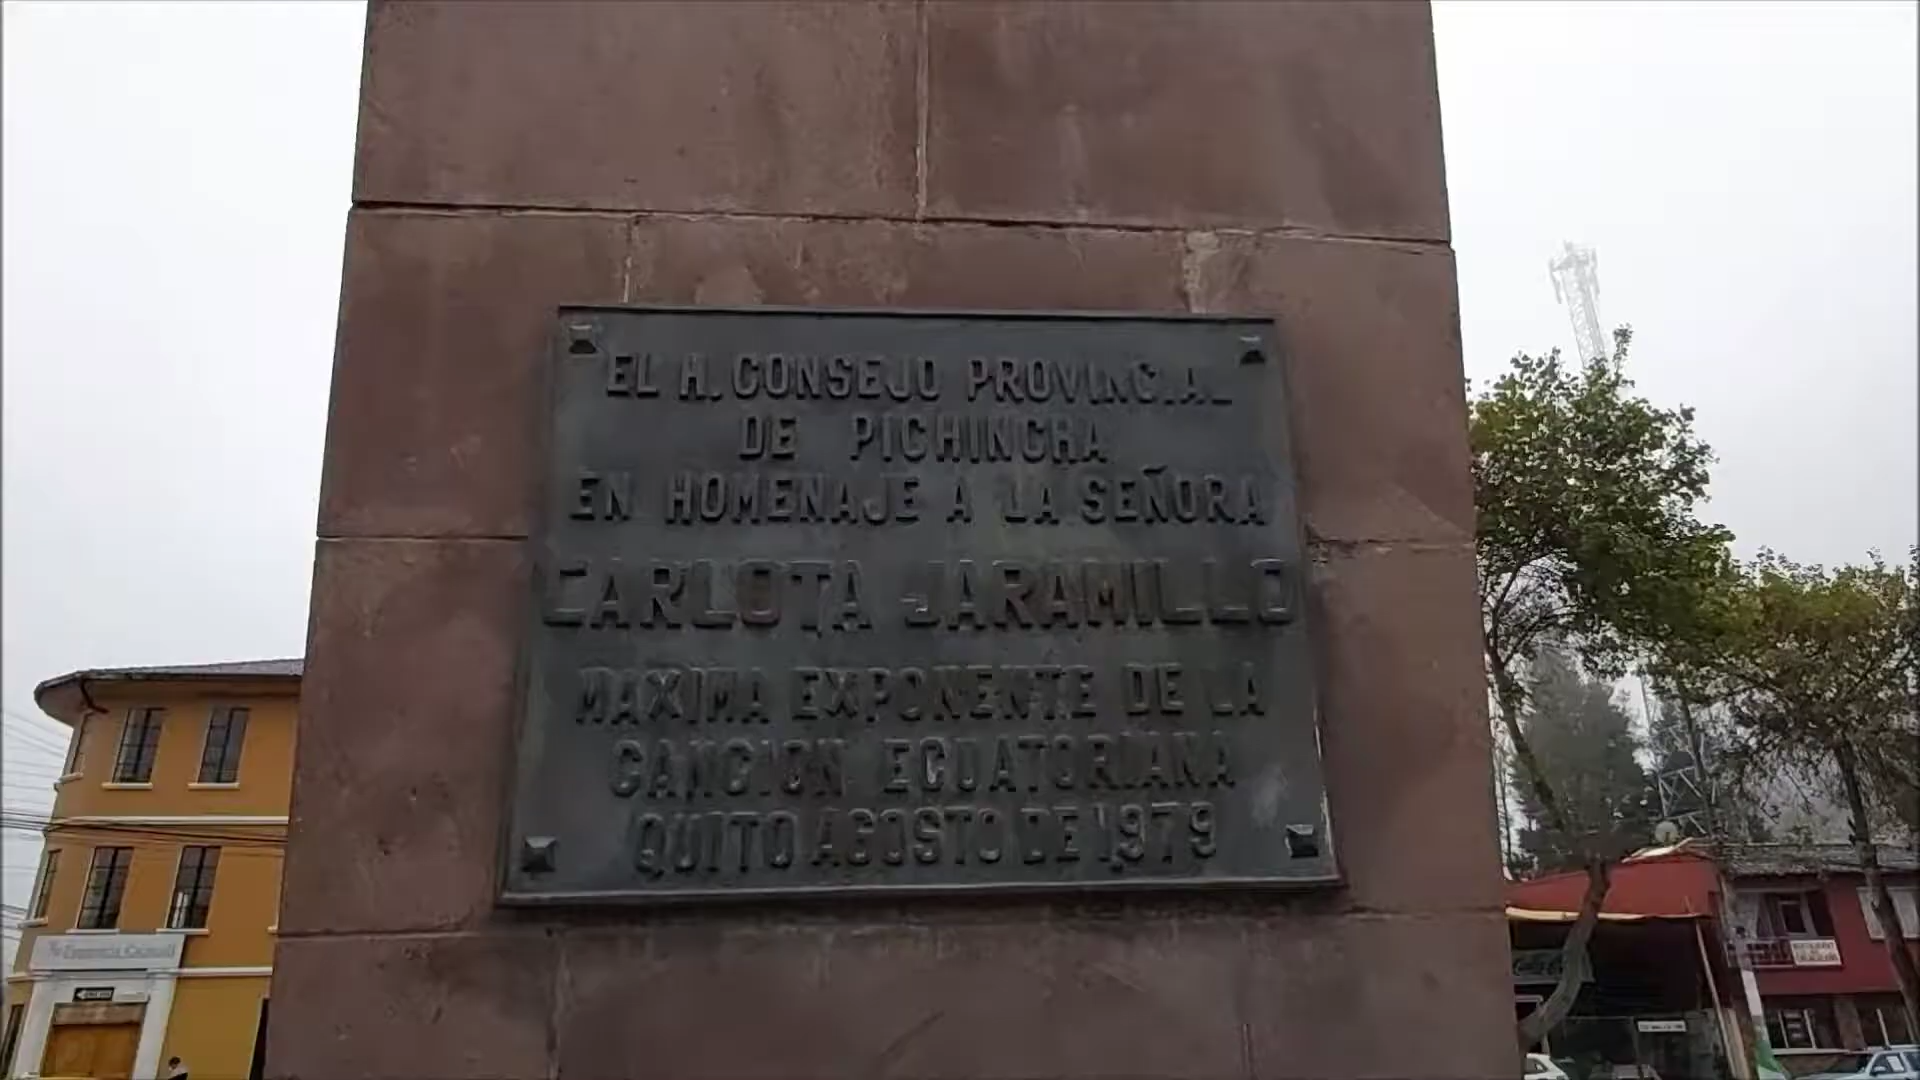 EL H. CONSEJO PROVINCIAL
DE PICHINCHA
EN HOMENAJE A LA SEÑORA
CARLOTA JARAMILLO
MAXIMA EXPONENTE DE LA
CANCION ECUATORIANA
QUITO AGOSTO DE 1979